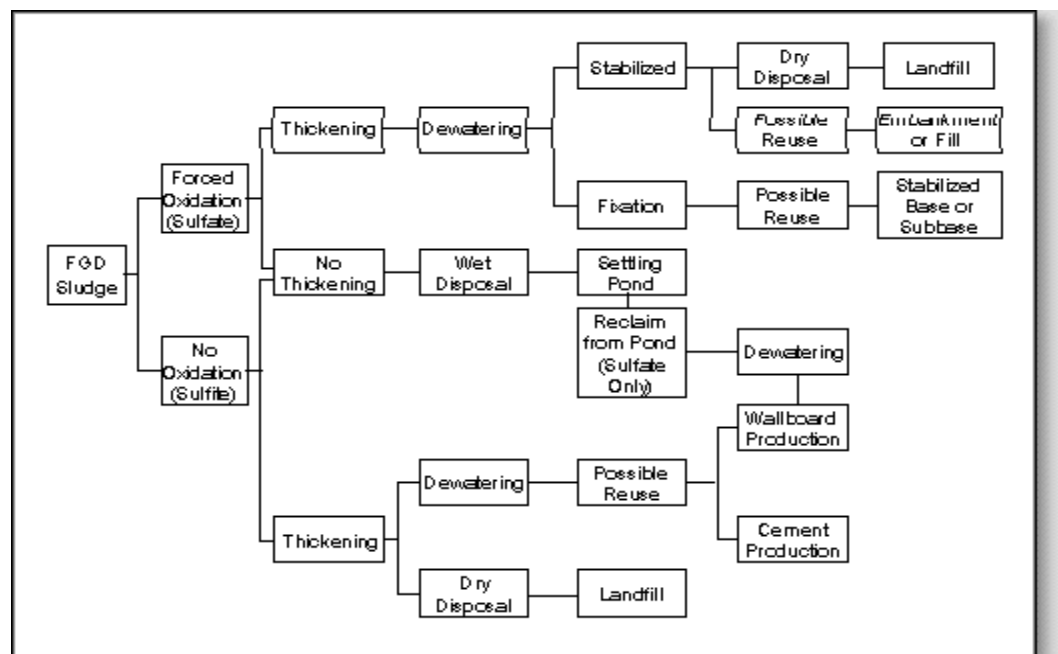 Stabilized
Dry
Disposal
Landfill
Thickening
Dewatering
Possible
Reuse
Embankment
or Fill
Forced
Oxidation
(Sulfate)
Fixation
Possible
Reuse
Stabilized
Base or
Subbase
FGD
Sludge
No
Thickening
Wet
Disposal
Settling
Pond
No
Oxidation
(Sulfite)
Reclaim
from Pond
(Sulfate
Only)
Dewatering
Wallboard
Production
Dewatering
Possible
Reuse
Thickening
Cement
Production
Dry
Disposal
Landfill